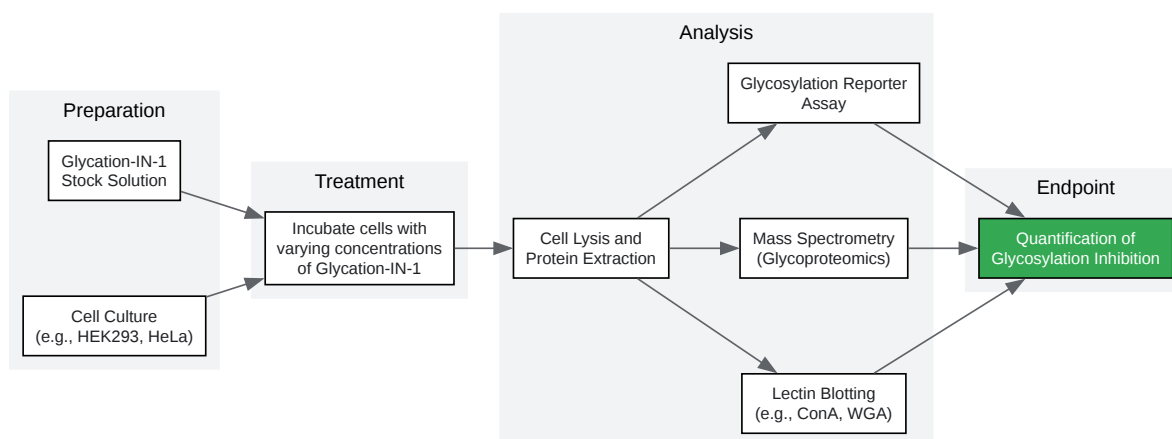 Preparation
Glycation-IN-1
Stock Solution
Cell Culture
(e.g., HEK293, HeLa)
Treatment
Incubate cells with
varying concentrations
of Glycation-IN-1
Analysis
Cell Lysis and
Protein Extraction
Glycosylation Reporter
Assay
Mass Spectrometry
(Glycoproteomics)
Lectin Blotting
(e.g., ConA, WGA)
Endpoint
Quantification of
Glycosylation Inhibition